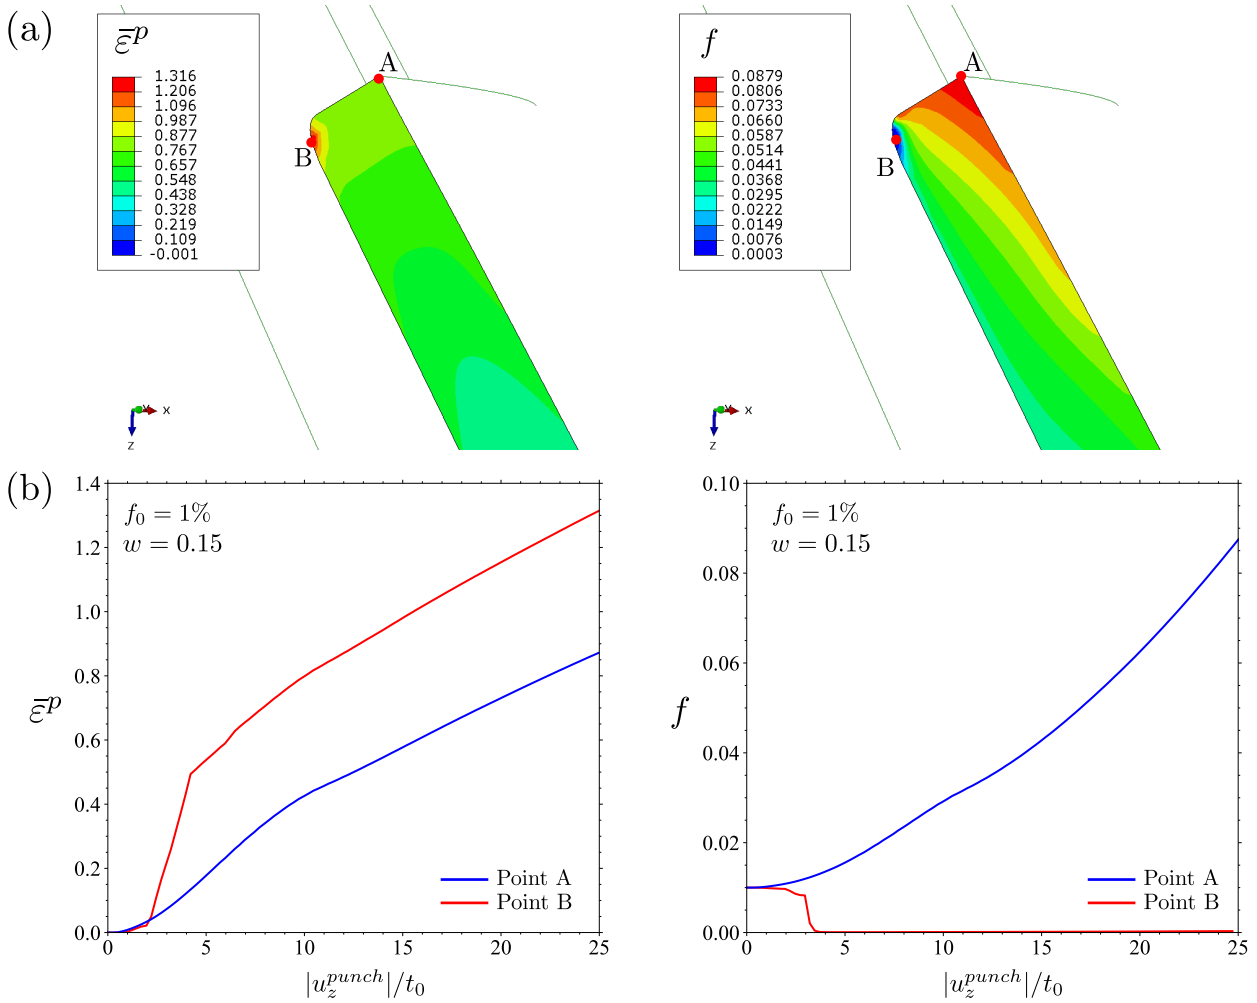 (a)
ε̄ᵖ
1.316
1.206
1.096
0.987
0.877
0.767
0.657
0.548
0.438
0.328
0.219
0.109
-0.001
A
B
x
z
f
0.0879
0.0806
0.0733
0.0660
0.0587
0.0514
0.0441
0.0368
0.0295
0.0222
0.0149
0.0076
0.0003
A
B
x
z
(b)
ε̄ᵖ
1.4
1.2
1.0
0.8
0.6
0.4
0.2
0.0
f₀ = 1%
w = 0.15
Point A
Point B
0 5 10 15 20 25
|u_z^{punch}|/t₀
f
0.10
0.08
0.06
0.04
0.02
0.00
f₀ = 1%
w = 0.15
Point A
Point B
0 5 10 15 20 25
|u_z^{punch}|/t₀